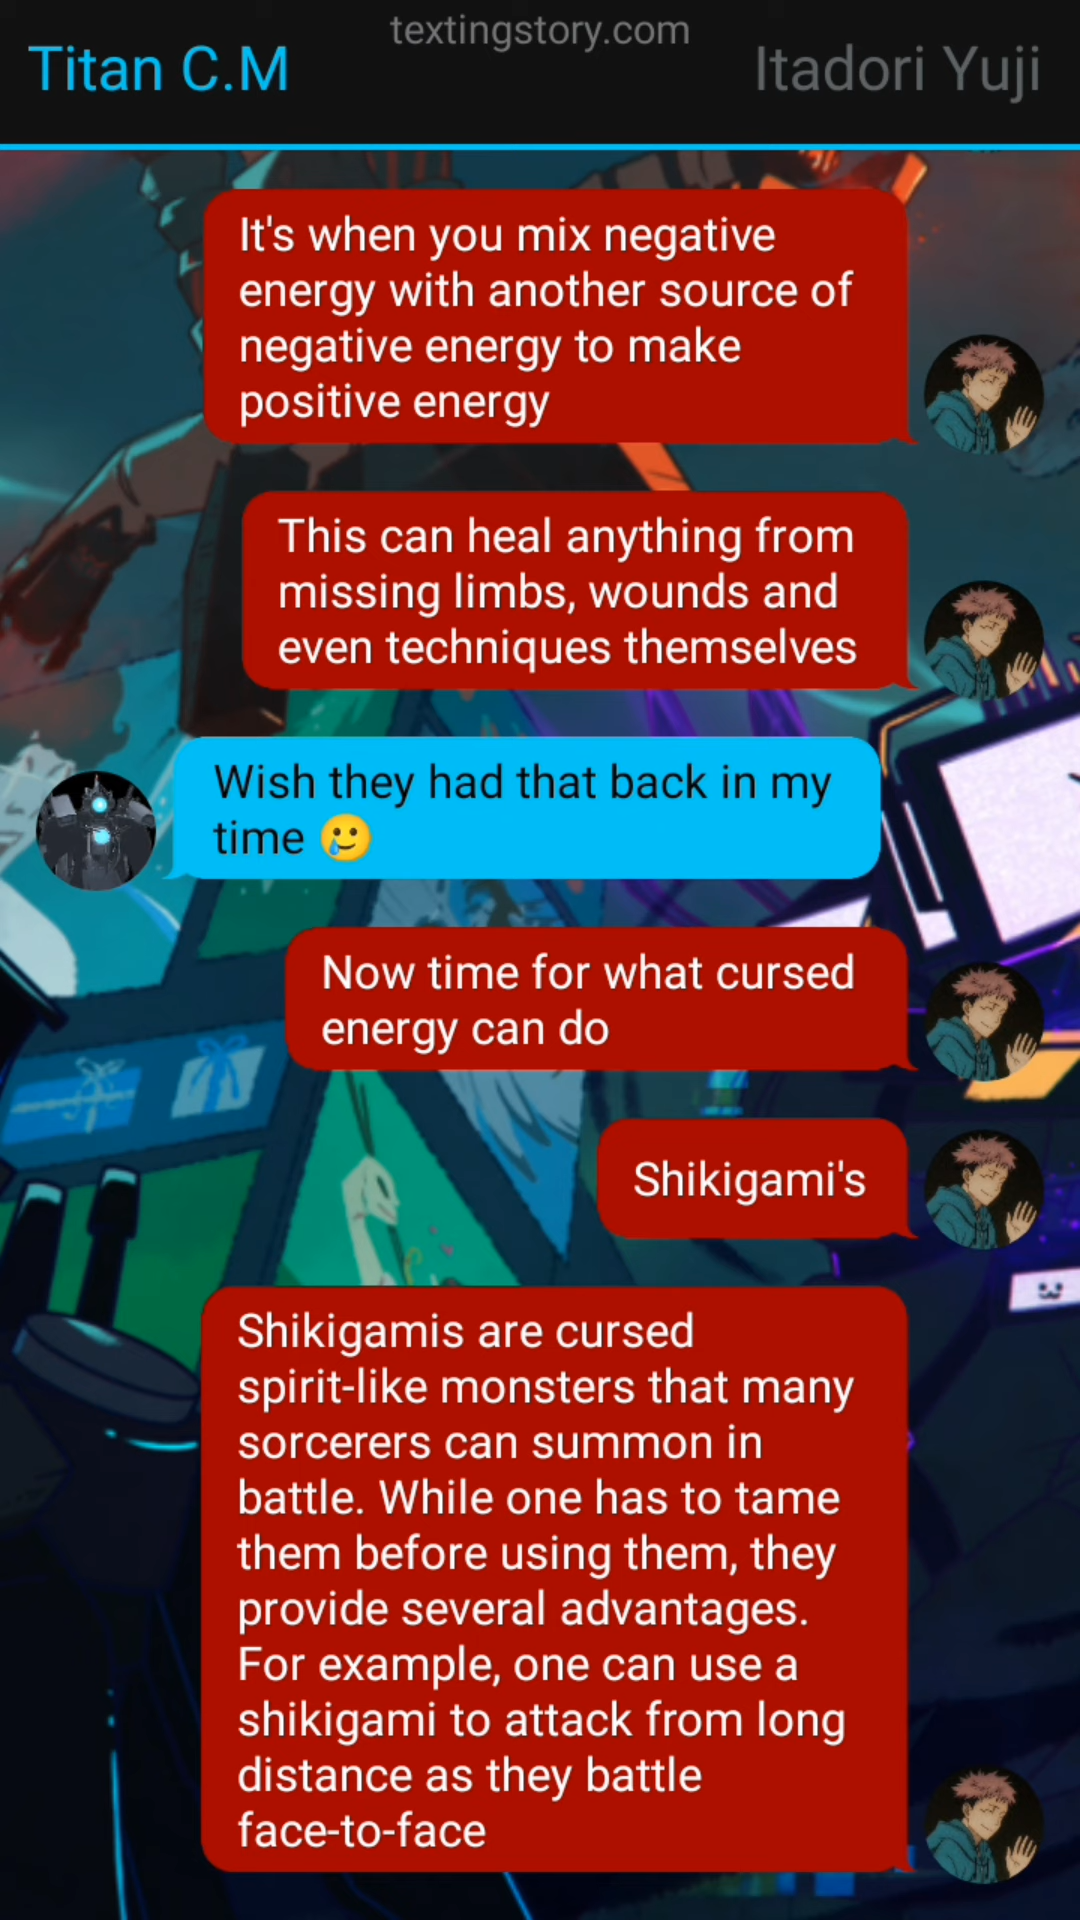 textingstory.com
Titan C.M
Itadori Yuji
It's when you mix negative
energy with another source of
negative energy to make
positive energy
This can heal anything from
missing limbs, wounds and
even techniques themselves
Wish they had that back in my
time 🥲
Now time for what cursed
energy can do
Shikigami's
Shikigamis are cursed
spirit-like monsters that many
sorcerers can summon in
battle. While one has to tame
them before using them, they
provide several advantages.
For example, one can use a
shikigami to attack from long
distance as they battle
face-to-face